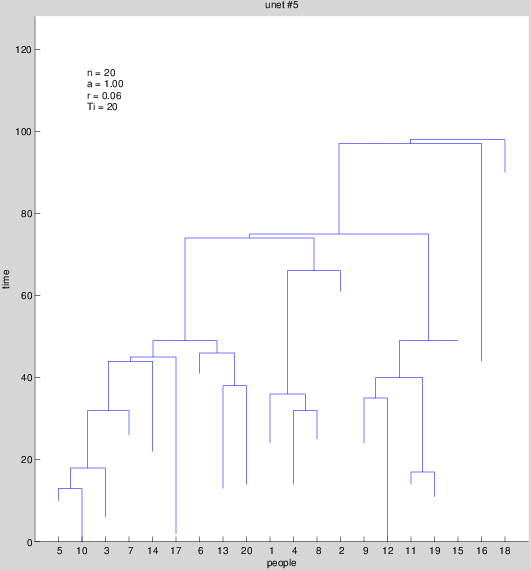 unet #5
120
n = 20
a = 1.00
r = 0.06
Ti = 20
100
80
time
60
40
20
0
5 10 3 7 14 17 6 13 20 1 4 8 2 9 12 11 19 15 16 18
people